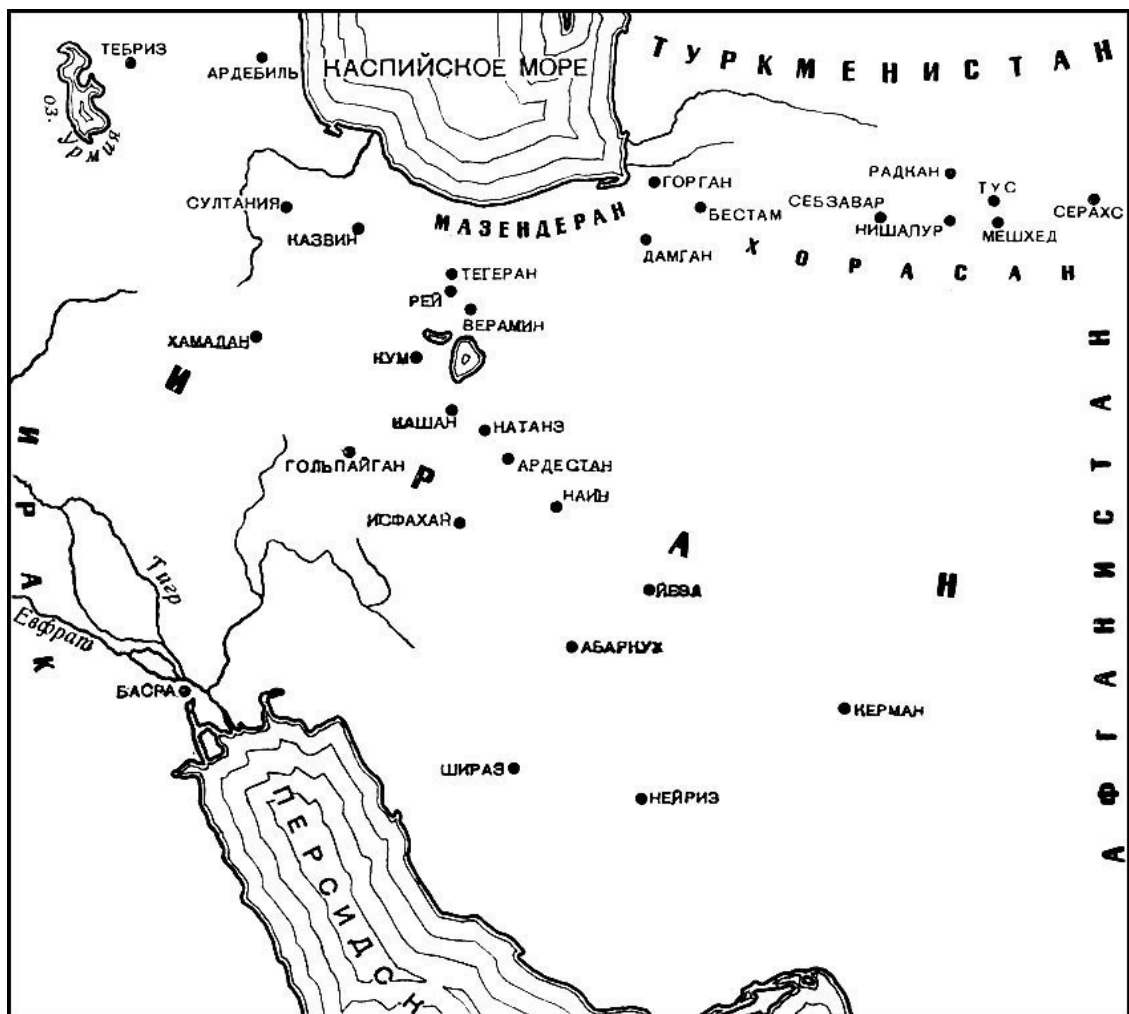 ТЕБРИЗ
АРДЕБИЛЬ
КАСПИЙСКОЕ МОРЕ
ТУРКМЕНИСТАН
оз. Урмия
СУЛТАНИЯ
КАЗВИН
МАЗЕНДЕРАН
ГОРГАН
БЕСТАМ
ДАМГАН
СЕБЗАВАР
РАДКАН
НИШАПУР
ТУС
МЕШХЕД
СЕРАХС
ХОРАСАН
ТЕГЕРАН
РЕЙ
ВЕРАМИН
ХАМАДАН
КУМ
КАШАН
НАТАНЗ
ГОЛЬПАЙГАН
АРДЕСТАН
НАИН
ИСФАХАЙ
ИРАН
ИРАК
АФГАНИСТАН
Тигр
Евфрат
ЙЕЗД
АБАРКУХ
БАСРА
КЕРМАН
ШИРАЗ
НЕЙРИЗ
ПЕРСИДСК